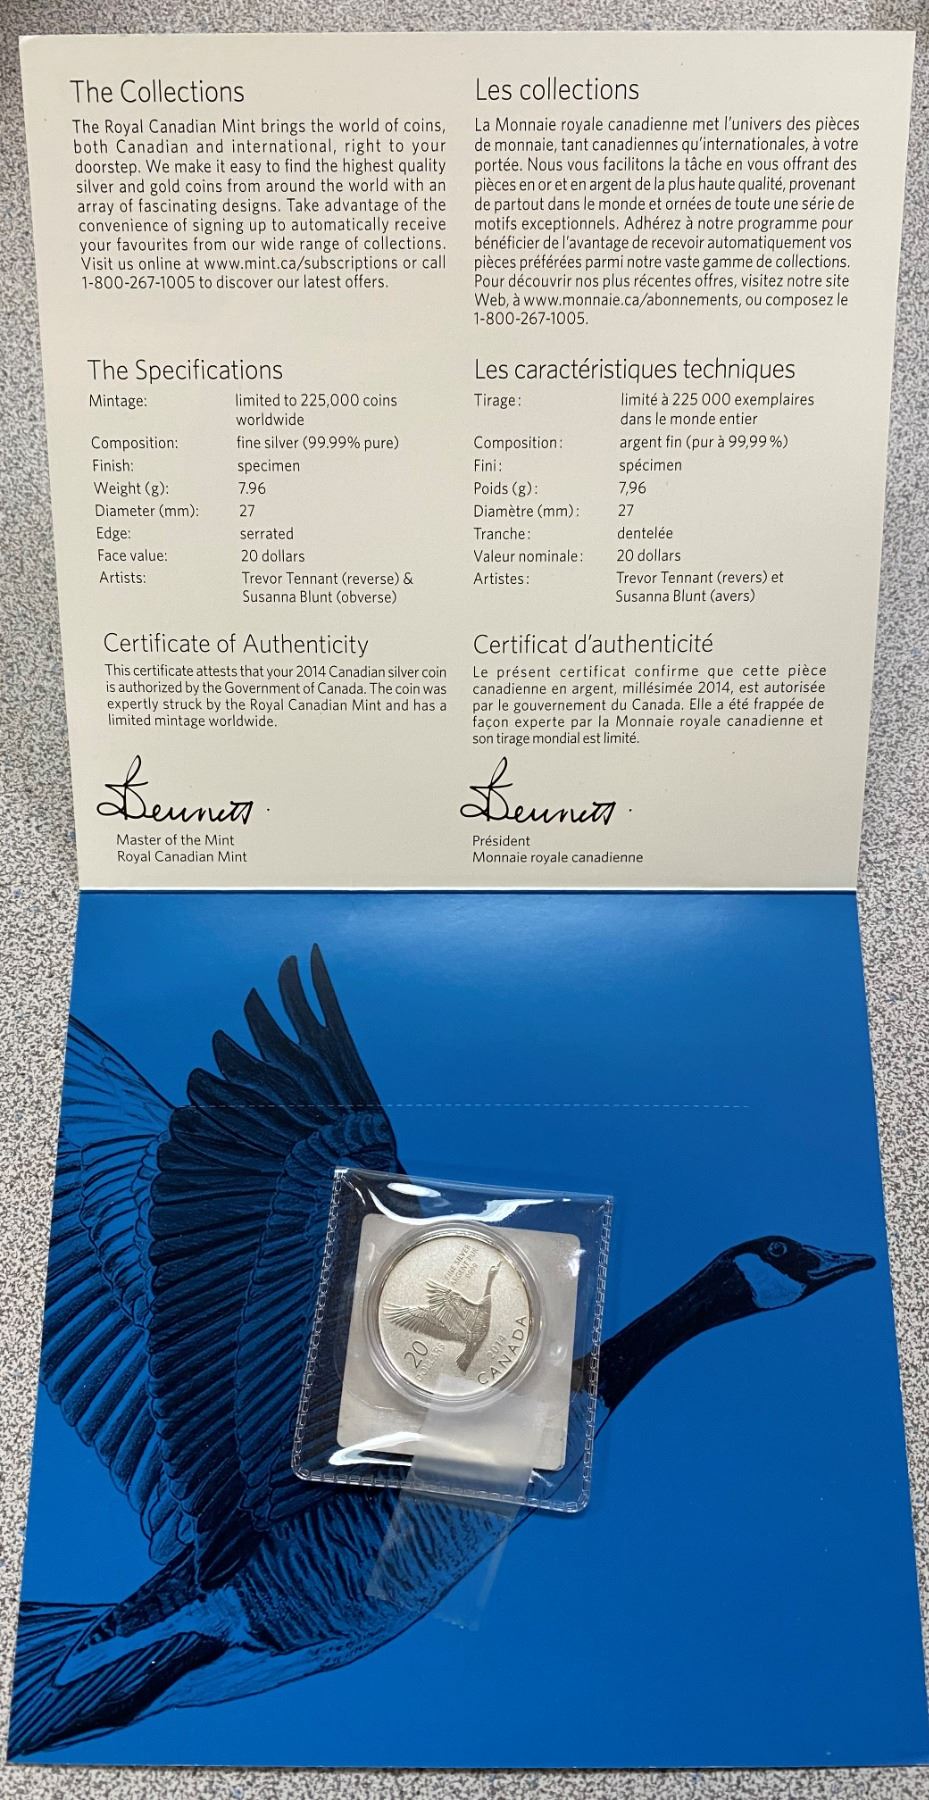 The Collections
The Royal Canadian Mint brings the world of coins,
both Canadian and international, right to your
doorstep. We make it easy to find the highest quality
silver and gold coins from around the world with an
array of fascinating designs. Take advantage of the
convenience of signing up to automatically receive
your favourites from our wide range of collections.
Visit us online at www.mint.ca/subscriptions or call
1-800-267-1005 to discover our latest offers.
Les collections
La Monnaie royale canadienne met l'univers des pièces
de monnaie, tant canadiennes qu'internationales, à votre
portée. Nous vous facilitons la tâche en vous offrant des
pièces en or et en argent de la plus haute qualité, provenant
de partout dans le monde et ornées de toute une série de
motifs exceptionnels. Adhérez à notre programme pour
bénéficier de l'avantage de recevoir automatiquement vos
pièces préférées parmi notre vaste gamme de collections.
Pour découvrir nos plus récentes offres, visitez notre site
Web, à www.monnaie.ca/abonnements, ou composez le
1-800-267-1005.
The Specifications
Mintage: limited to 225,000 coins
worldwide
Composition: fine silver (99.99% pure)
Finish: specimen
Weight (g): 7.96
Diameter (mm): 27
Edge: serrated
Face value: 20 dollars
Artists: Trevor Tennant (reverse) &
Susanna Blunt (obverse)
Les caractéristiques techniques
Tirage: limité à 225 000 exemplaires
dans le monde entier
Composition: argent fin (pur à 99,99%)
Fini: spécimen
Poids (g): 7,96
Diamètre (mm): 27
Tranche: dentelée
Valeur nominale: 20 dollars
Artistes: Trevor Tennant (revers) et
Susanna Blunt (avers)
Certificate of Authenticity
This certificate attests that your 2014 Canadian silver coin
is authorized by the Government of Canada. The coin was
expertly struck by the Royal Canadian Mint and has a
limited mintage worldwide.
Master of the Mint
Royal Canadian Mint
Certificat d'authenticité
Le présent certificat confirme que cette pièce
canadienne en argent, millésimée 2014, est autorisée
par le gouvernement du Canada. Elle a été frappée de
façon experte par la Monnaie royale canadienne et
son tirage mondial est limité.
Président
Monnaie royale canadienne
20
DOLLARS
2014
CANADA